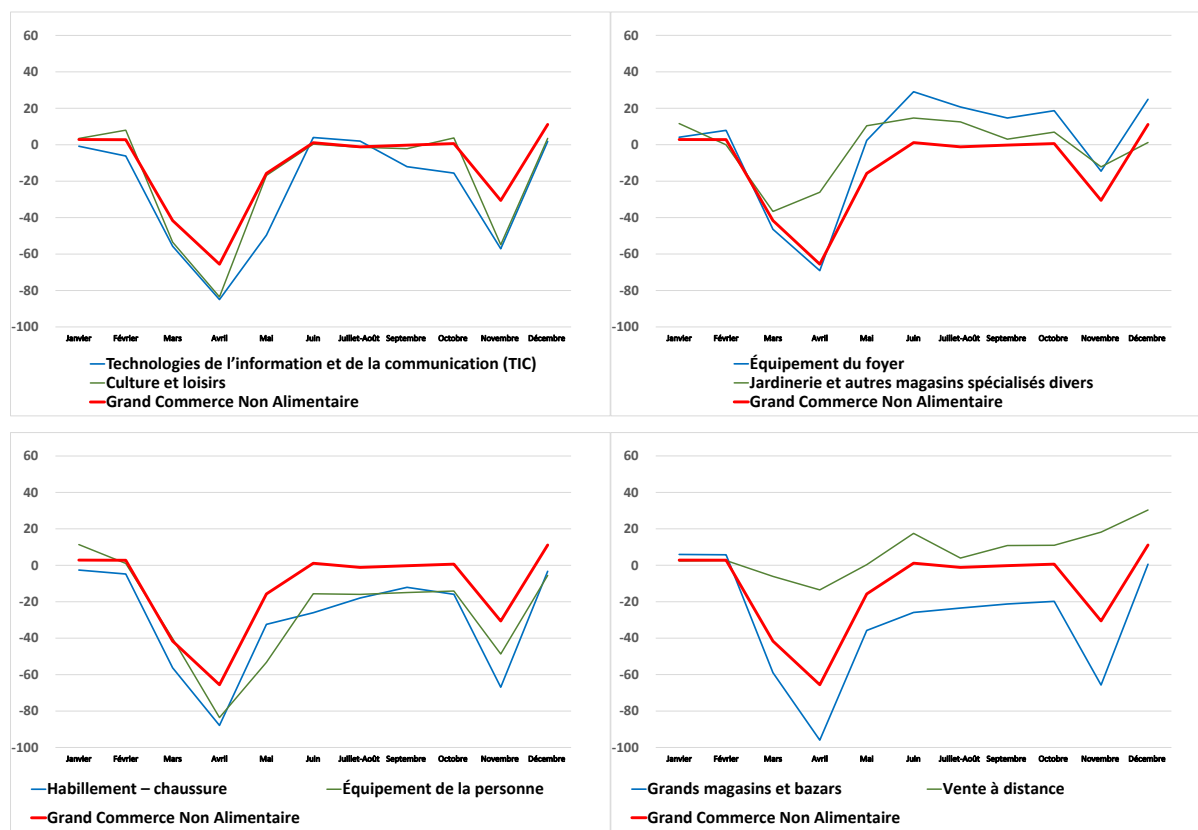 60
40
20
0
-20
-40
-60
-80
-100
Janvier Février Mars Avril Mai Juin Juillet-Août Septembre Octobre Novembre Décembre
Technologies de l’information et de la communication (TIC)
Culture et loisirs
Grand Commerce Non Alimentaire
60
40
20
0
-20
-40
-60
-80
-100
Janvier Février Mars Avril Mai Juin Juillet-Août Septembre Octobre Novembre Décembre
Équipement du foyer
Jardinerie et autres magasins spécialisés divers
Grand Commerce Non Alimentaire
60
40
20
0
-20
-40
-60
-80
-100
Janvier Février Mars Avril Mai Juin Juillet-Août Septembre Octobre Novembre Décembre
Habillement – chaussure Équipement de la personne
Grand Commerce Non Alimentaire
60
40
20
0
-20
-40
-60
-80
-100
Janvier Février Mars Avril Mai Juin Juillet-Août Septembre Octobre Novembre Décembre
Grands magasins et bazars Vente à distance
Grand Commerce Non Alimentaire